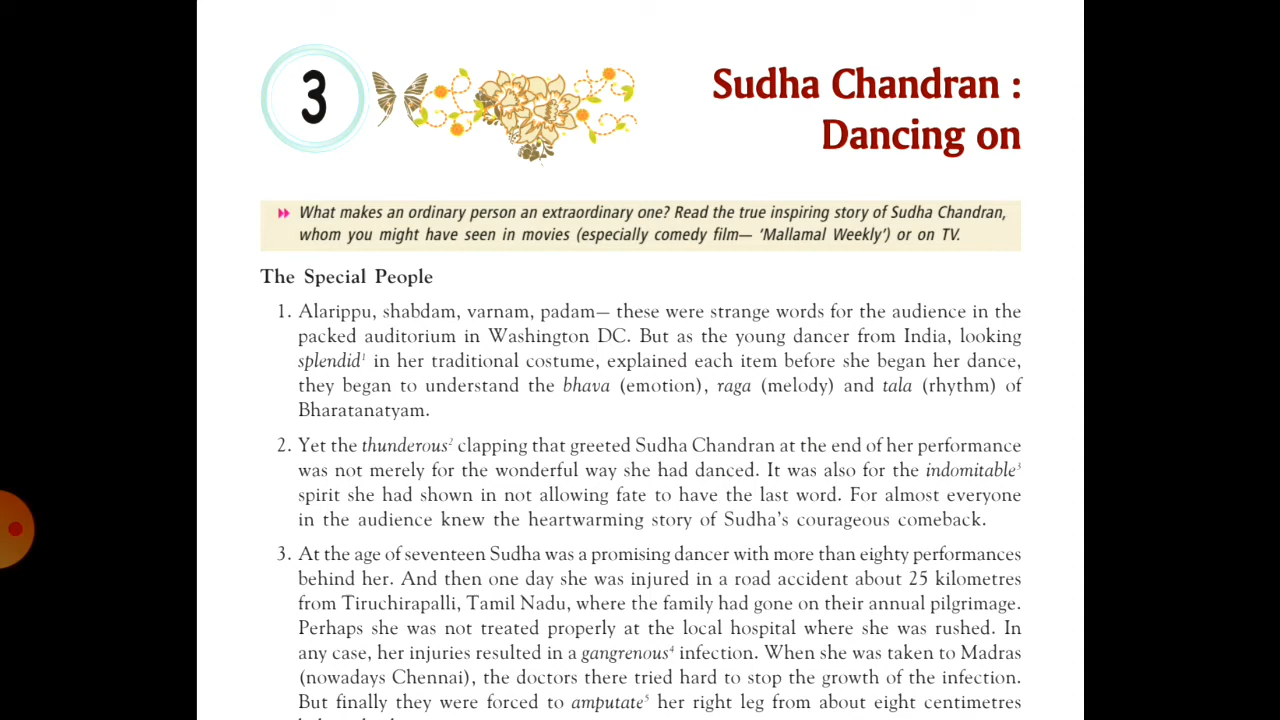 3
Sudha Chandran :
Dancing on
What makes an ordinary person an extraordinary one? Read the true inspiring story of Sudha Chandran,
whom you might have seen in movies (especially comedy film— ‘Mallamal Weekly’) or on TV.
The Special People
1. Alarippu, shabdam, varnam, padam— these were strange words for the audience in the
packed auditorium in Washington DC. But as the young dancer from India, looking
splendid¹ in her traditional costume, explained each item before she began her dance,
they began to understand the bhava (emotion), raga (melody) and tala (rhythm) of
Bharatanatyam.
2. Yet the thunderous² clapping that greeted Sudha Chandran at the end of her performance
was not merely for the wonderful way she had danced. It was also for the indomitable³
spirit she had shown in not allowing fate to have the last word. For almost everyone
in the audience knew the heartwarming story of Sudha’s courageous comeback.
3. At the age of seventeen Sudha was a promising dancer with more than eighty performances
behind her. And then one day she was injured in a road accident about 25 kilometres
from Tiruchirapalli, Tamil Nadu, where the family had gone on their annual pilgrimage.
Perhaps she was not treated properly at the local hospital where she was rushed. In
any case, her injuries resulted in a gangrenous⁴ infection. When she was taken to Madras
(nowadays Chennai), the doctors there tried hard to stop the growth of the infection.
But finally they were forced to amputate⁵ her right leg from about eight centimetres